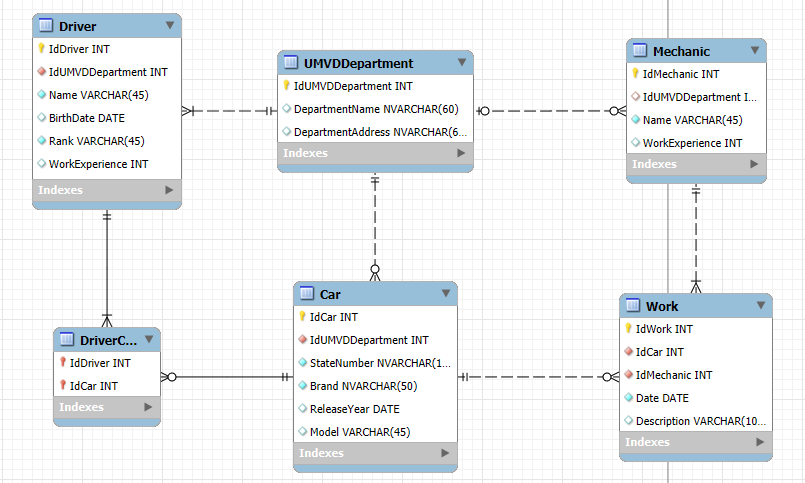 Driver
IdDriver INT
IdUMVDDepartment INT
Name VARCHAR(45)
BirthDate DATE
Rank VARCHAR(45)
WorkExperience INT
Indexes
UMVDDepartment
IdUMVDDepartment INT
DepartmentName NVARCHAR(60)
DepartmentAddress NVARCHAR(6...
Indexes
Mechanic
IdMechanic INT
IdUMVDDepartment I...
Name VARCHAR(45)
WorkExperience INT
Indexes
DriverC...
IdDriver INT
IdCar INT
Indexes
Car
IdCar INT
IdUMVDDepartment INT
StateNumber NVARCHAR(1...
Brand NVARCHAR(50)
ReleaseYear DATE
Model VARCHAR(45)
Indexes
Work
IdWork INT
IdCar INT
IdMechanic INT
Date DATE
Description VARCHAR(10...
Indexes